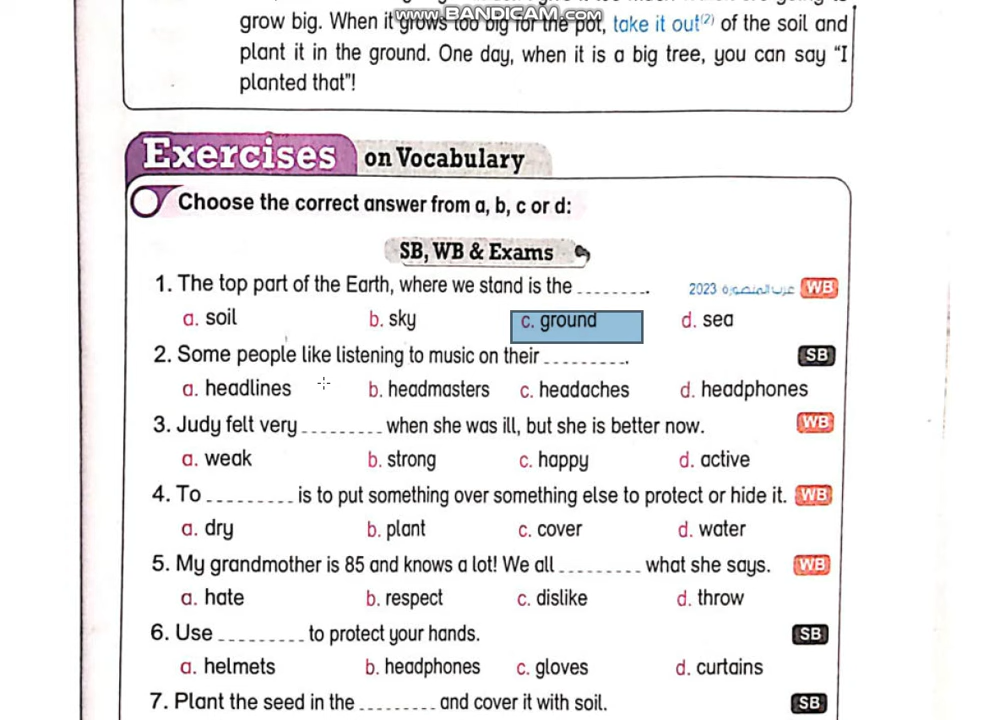 www.BANDICAM.com
grow big. When it grows too big for the pot, take it out(2) of the soil and
plant it in the ground. One day, when it is a big tree, you can say “I
planted that”!
Exercises on Vocabulary
Choose the correct answer from a, b, c or d:
SB, WB & Exams
1. The top part of the Earth, where we stand is the ......... . غرب المنصورة 2023 WB
a. soil b. sky c. ground d. sea
2. Some people like listening to music on their ......... . SB
a. headlines b. headmasters c. headaches d. headphones
3. Judy felt very ......... when she was ill, but she is better now. WB
a. weak b. strong c. happy d. active
4. To ......... is to put something over something else to protect or hide it. WB
a. dry b. plant c. cover d. water
5. My grandmother is 85 and knows a lot! We all ......... what she says. WB
a. hate b. respect c. dislike d. throw
6. Use ......... to protect your hands. SB
a. helmets b. headphones c. gloves d. curtains
7. Plant the seed in the ......... and cover it with soil. SB